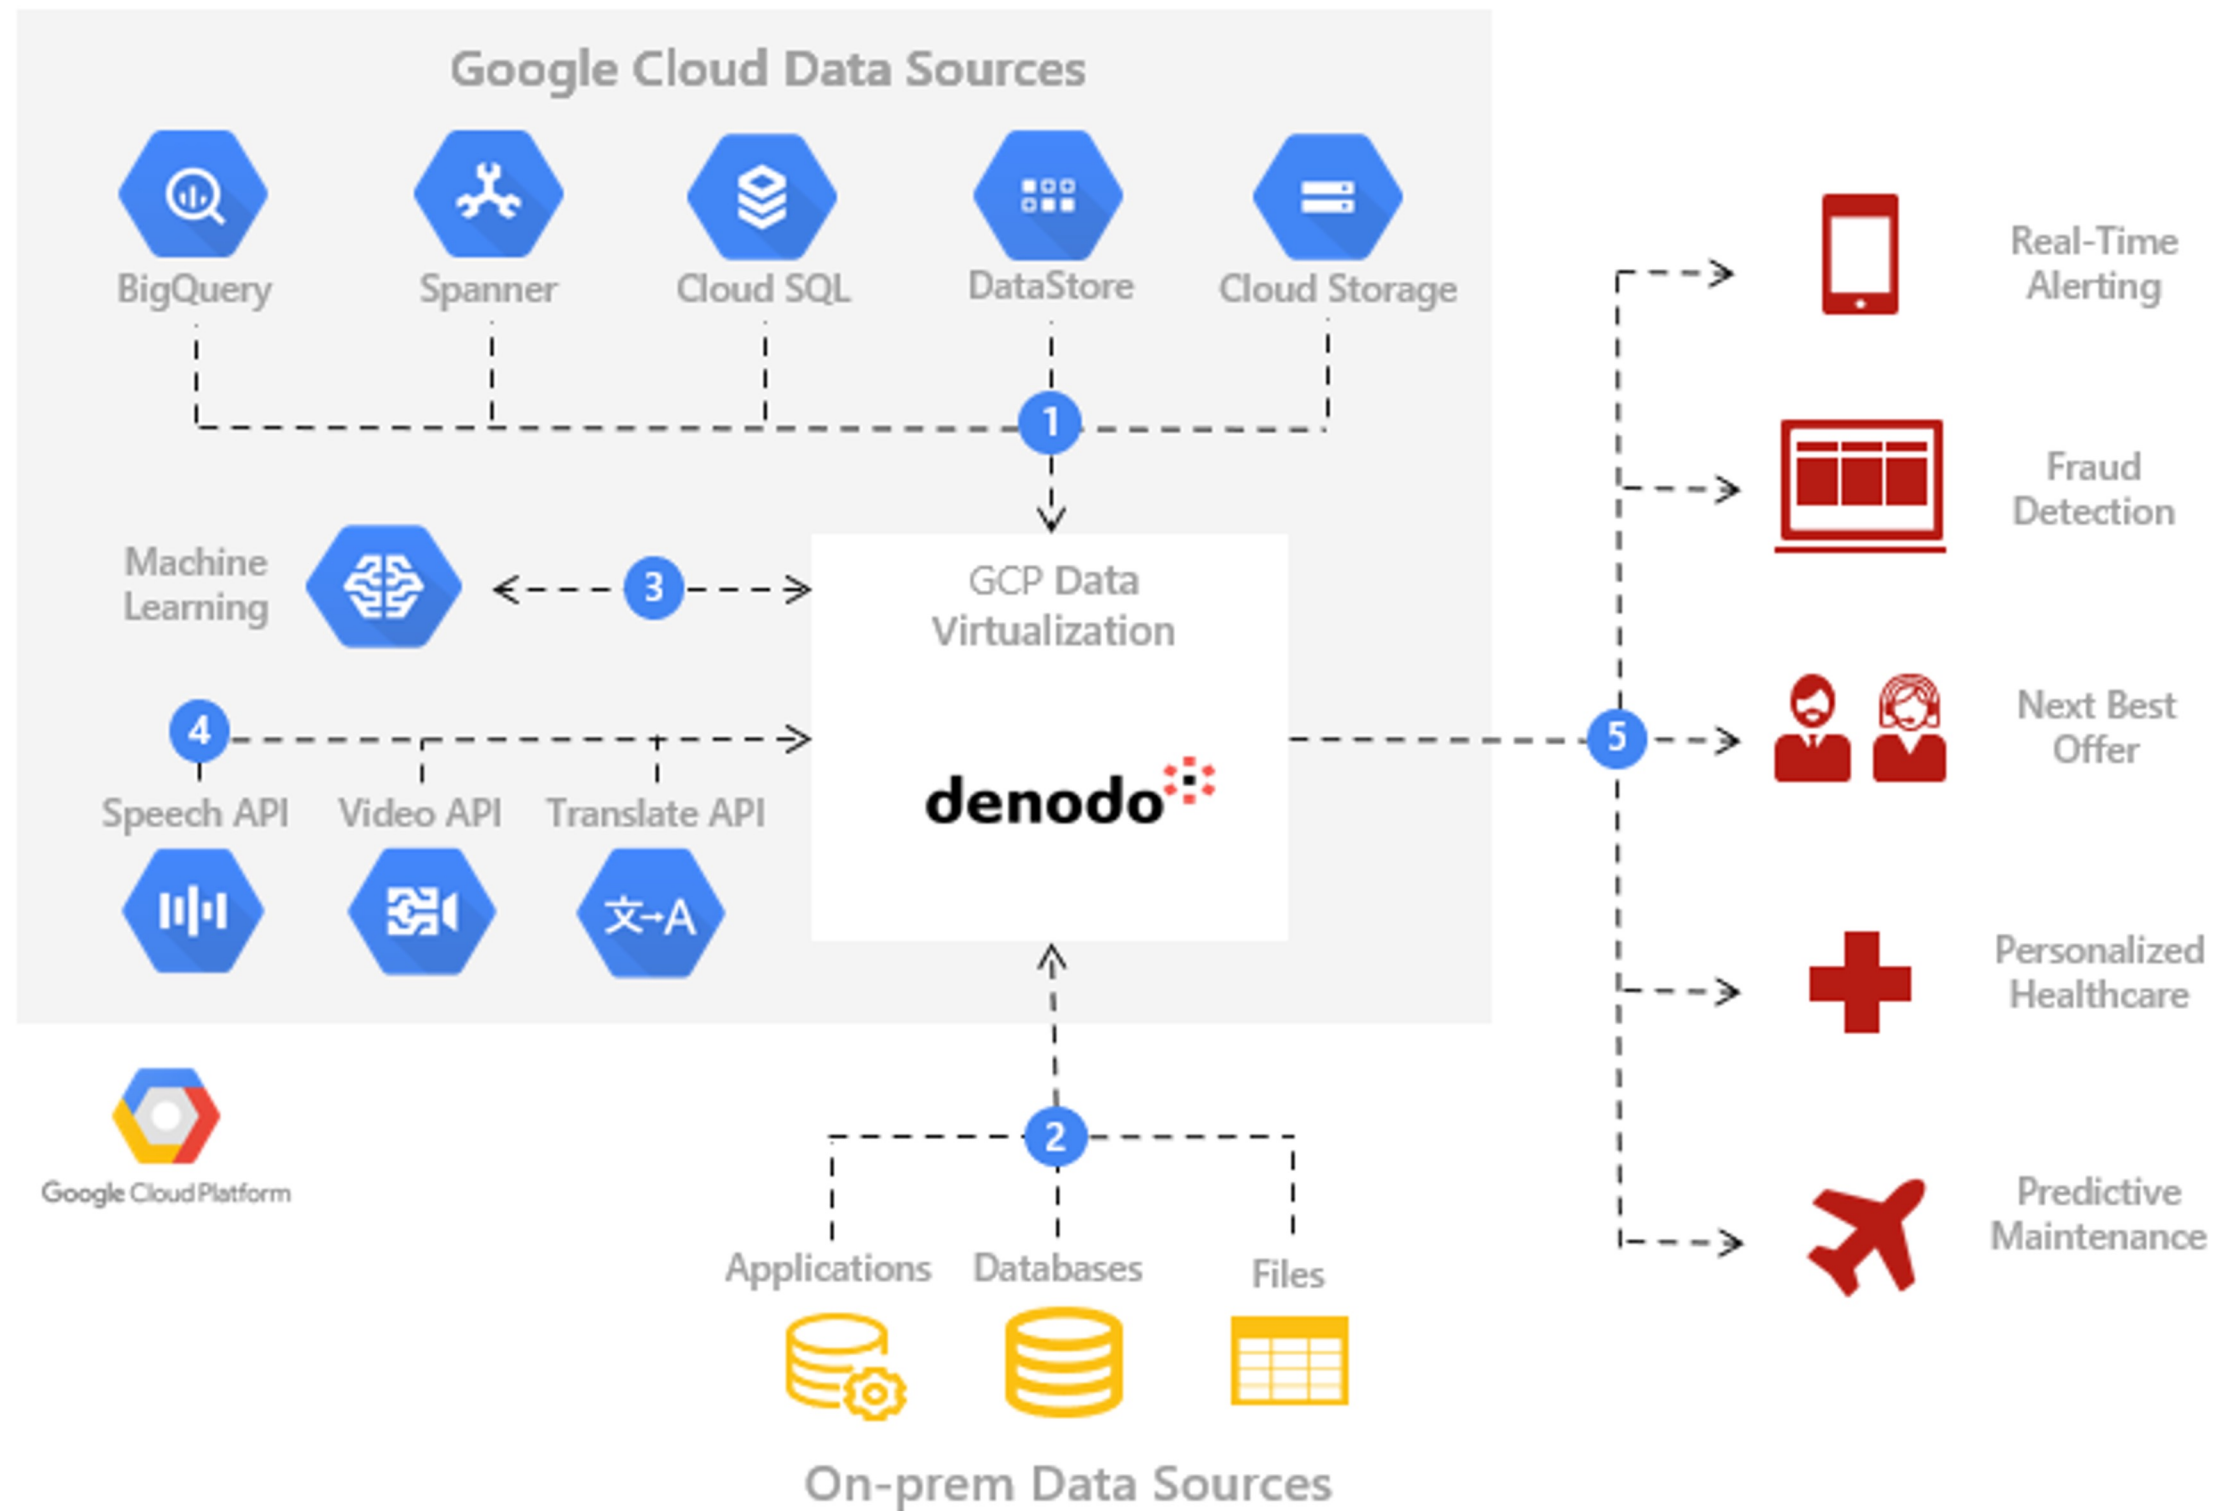 Google Cloud Data Sources
BigQuery
Spanner
Cloud SQL
DataStore
Cloud Storage
1
Machine
Learning
3
GCP Data
Virtualization
denodo
4
Speech API
Video API
Translate API
文→A
5
Real-Time
Alerting
Fraud
Detection
Next Best
Offer
Personalized
Healthcare
Predictive
Maintenance
Google Cloud Platform
2
Applications
Databases
Files
On-prem Data Sources